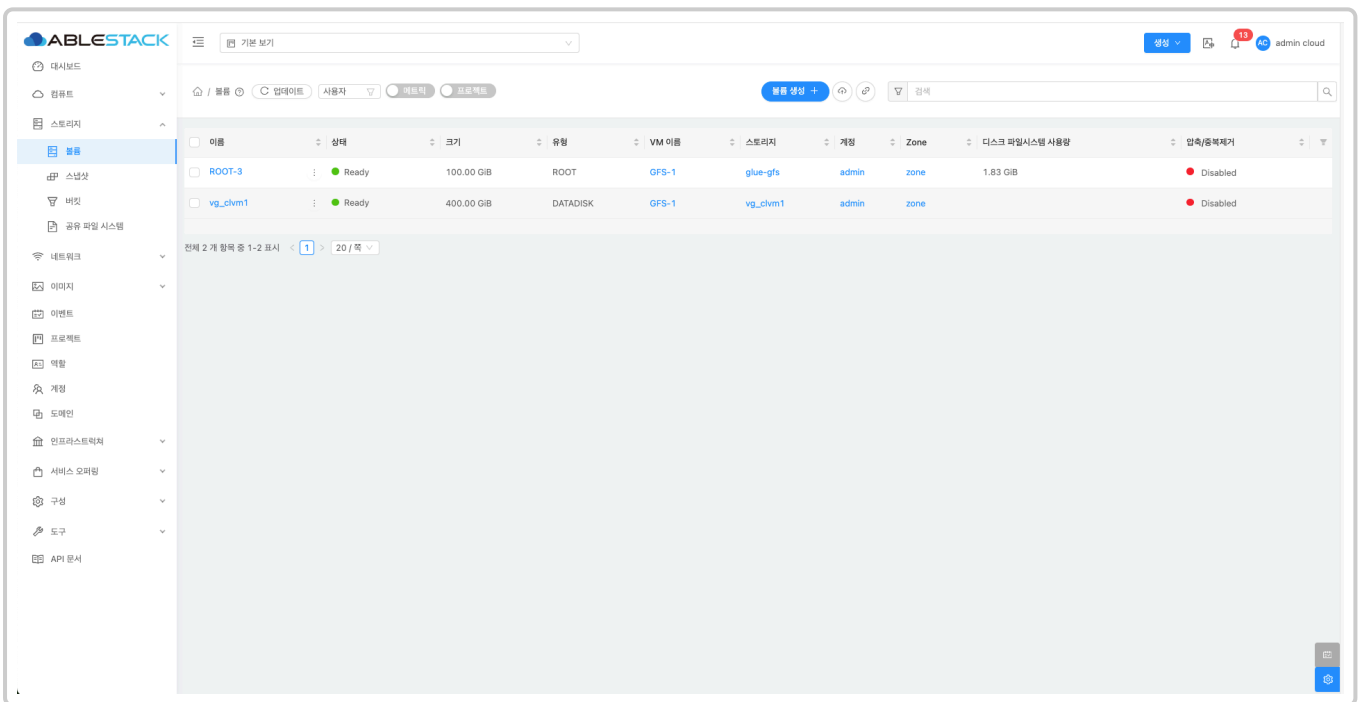 ABLESTACK
기본 보기
생성
13
AC admin cloud
대시보드
컴퓨트
스토리지
볼륨
스냅샷
버킷
공유 파일 시스템
네트워크
이미지
이벤트
프로젝트
역할
계정
도메인
인프라스트럭쳐
서비스 오퍼링
구성
도구
API 문서
/ 볼륨 업데이트 사용자 메트릭 프로젝트
볼륨 생성 +
검색
이름 상태 크기 유형 VM 이름 스토리지 계정 Zone 디스크 파일시스템 사용량 압축/중복제거
ROOT-3 Ready 100.00 GiB ROOT GFS-1 glue-gfs admin zone 1.83 GiB Disabled
vg_clvm1 Ready 400.00 GiB DATADISK GFS-1 vg_clvm1 admin zone Disabled
전체 2 개 항목 중 1-2 표시 < 1 > 20 / 쪽